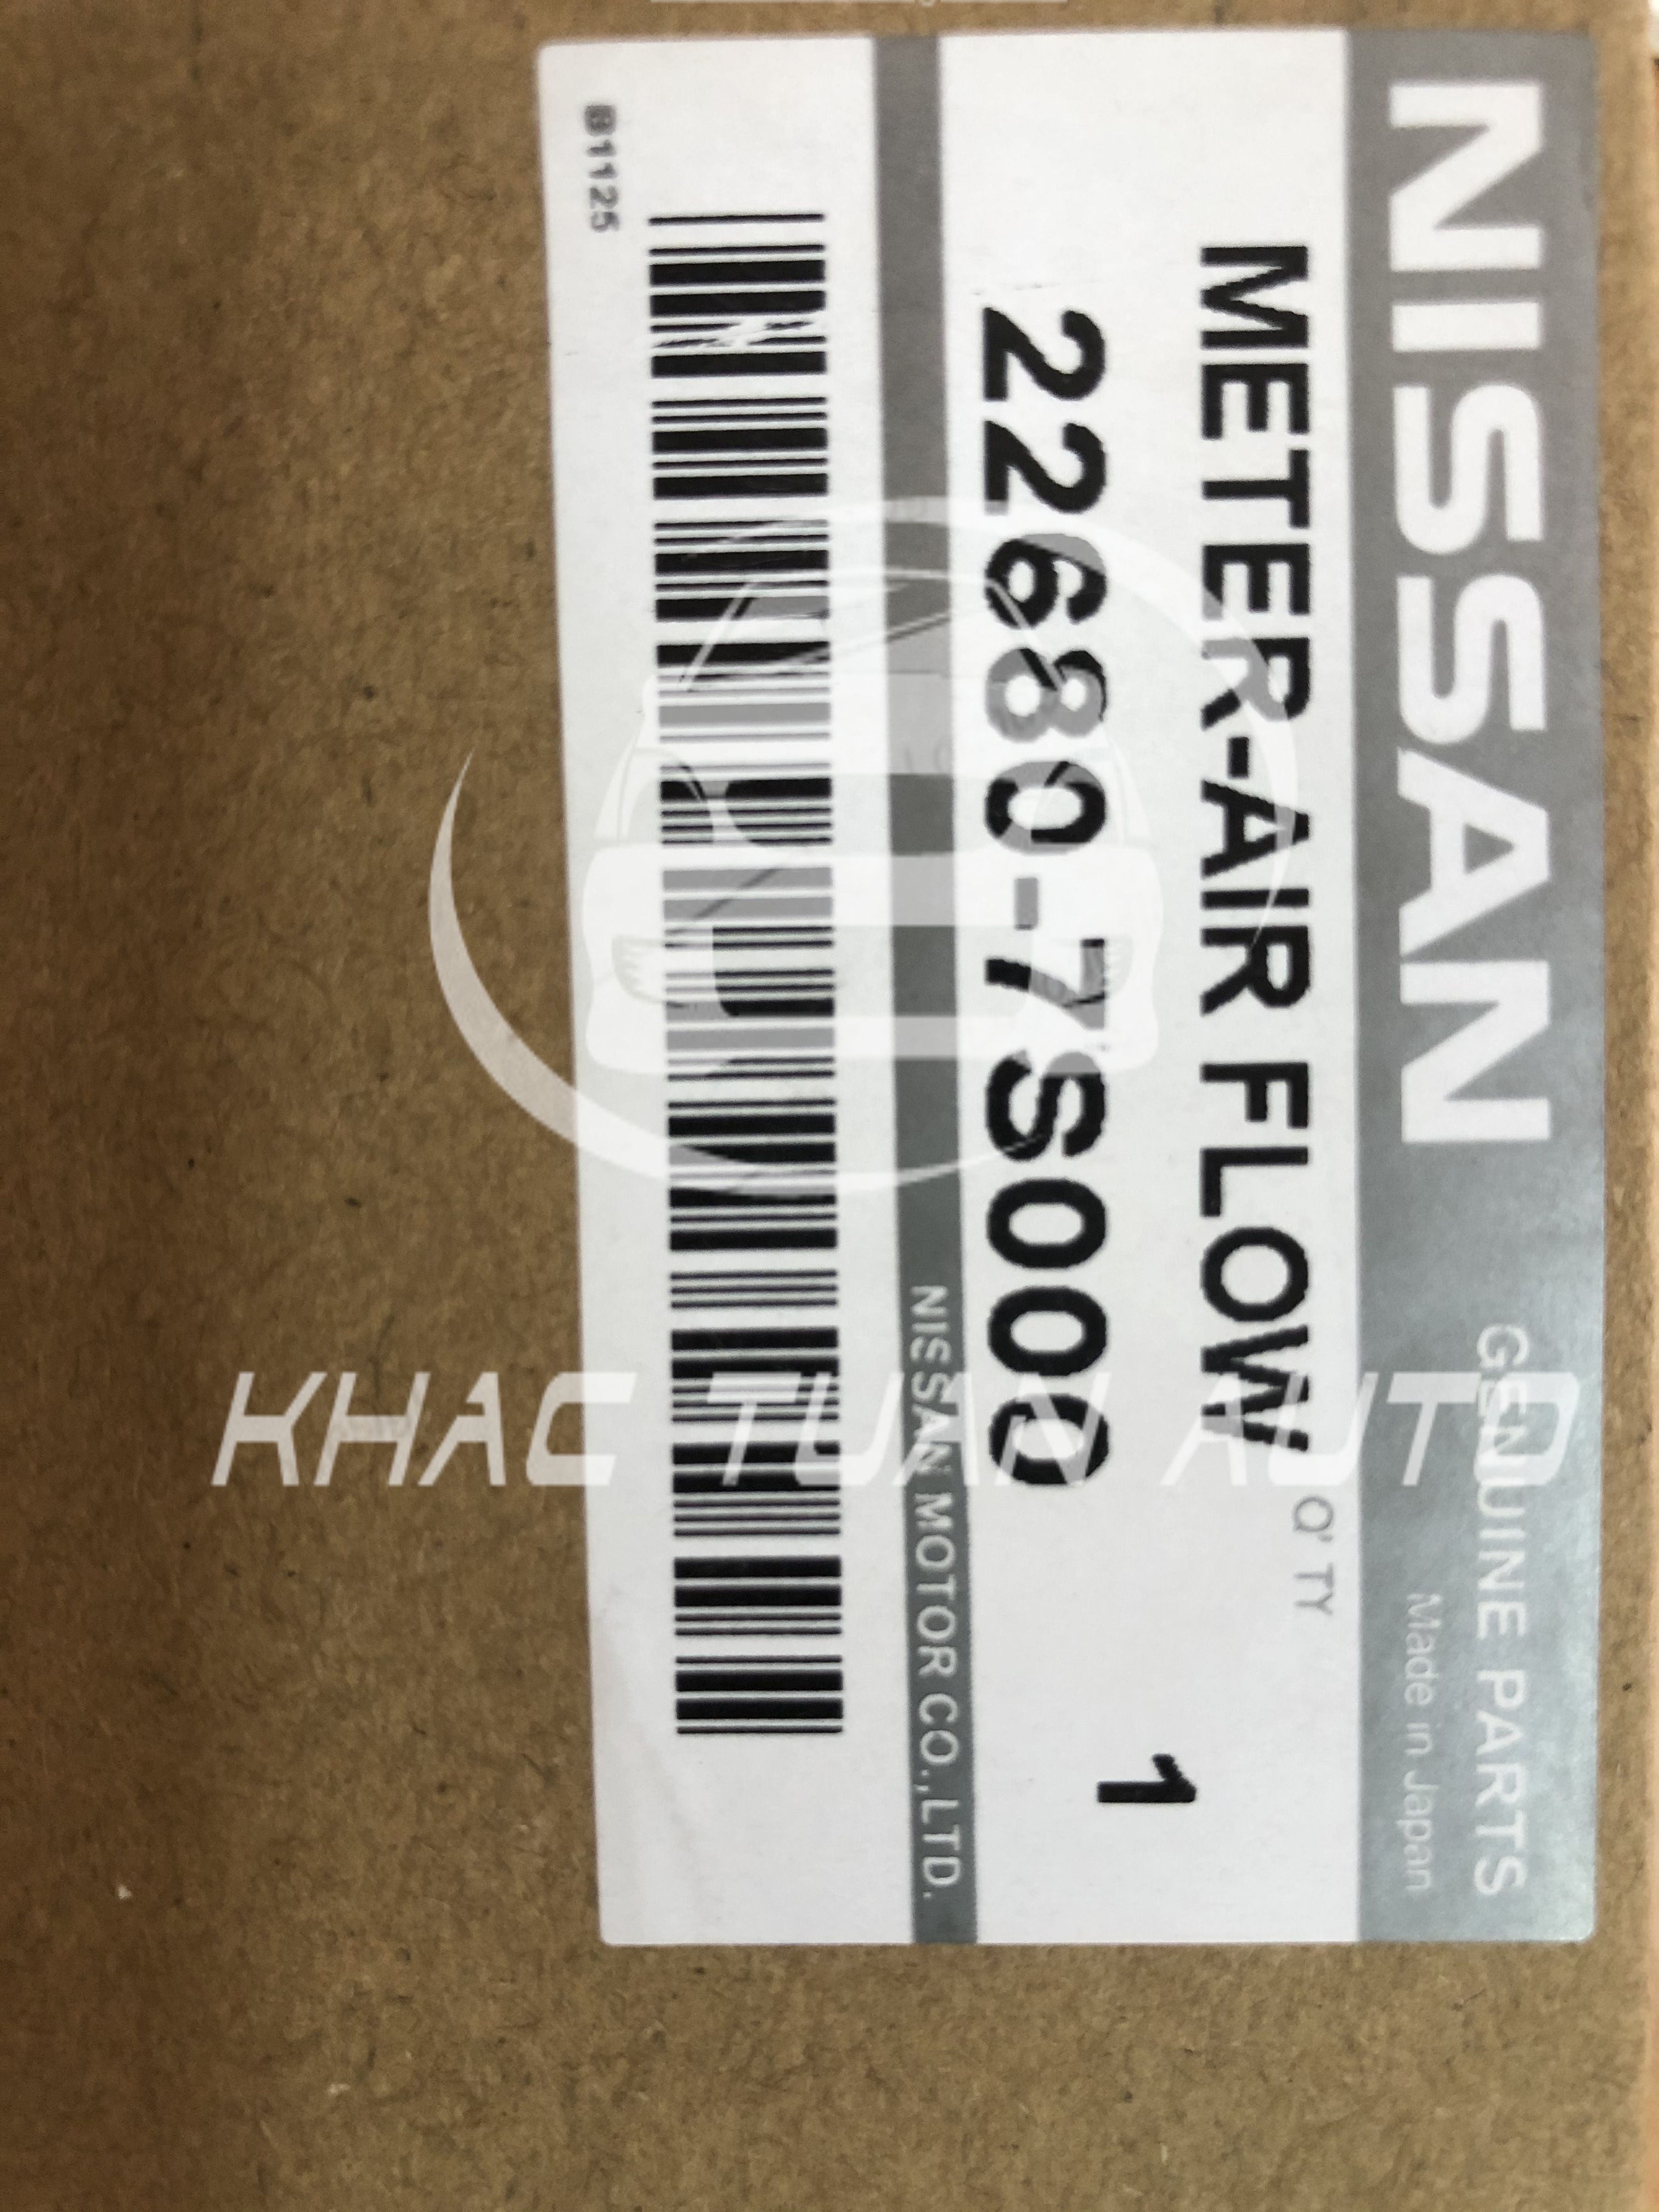 NISSAN
GENUINE PARTS
Made in Japan
METER-AIR FLOW
Q'TY
22680-7S000
1
NISSAN MOTOR CO.,LTD.
B1125
KHAC TUAN AUTO